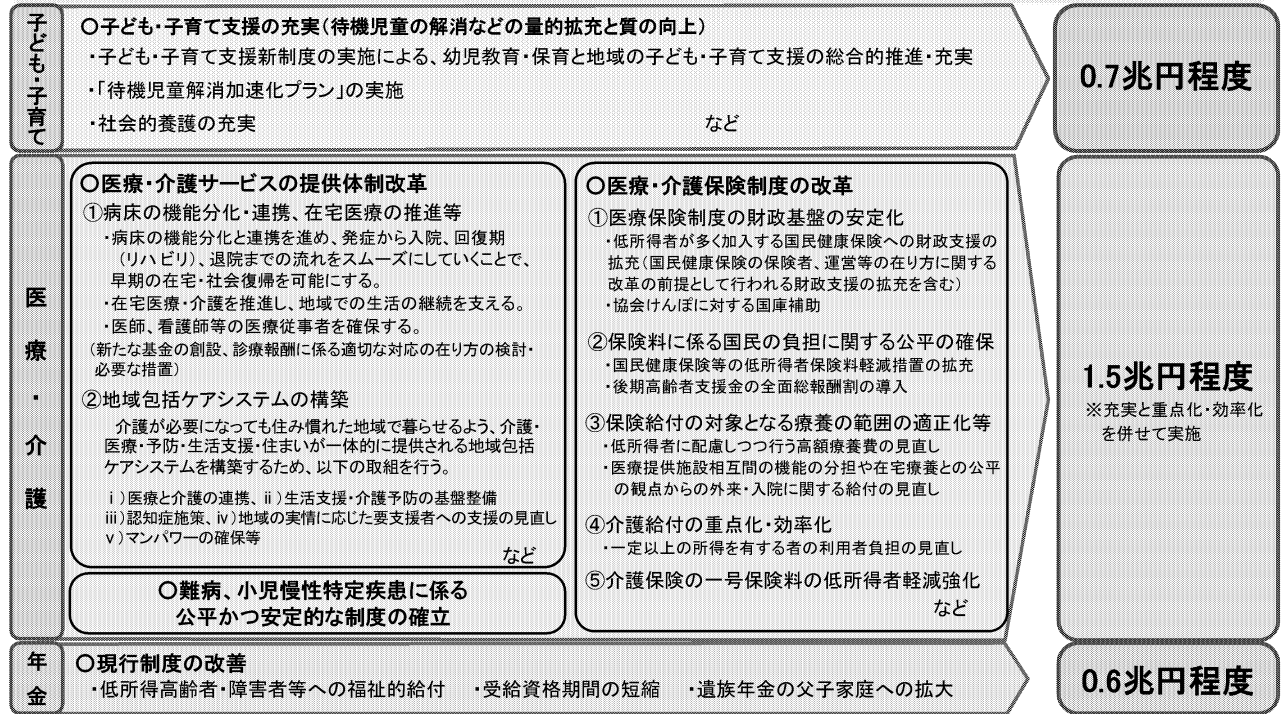 子ども・子育て
○子ども・子育て支援の充実(待機児童の解消などの量的拡充と質の向上)
・子ども・子育て支援新制度の実施による、幼児教育・保育と地域の子ども・子育て支援の総合的推進・充実
・「待機児童解消加速化プラン」の実施
・社会的養護の充実　など
0.7兆円程度
医療・介護
○医療・介護サービスの提供体制改革
①病床の機能分化・連携、在宅医療の推進等
・病床の機能分化と連携を進め、発症から入院、回復期
(リハビリ)、退院までの流れをスムーズにしていくことで、
早期の在宅・社会復帰を可能にする。
・在宅医療・介護を推進し、地域での生活の継続を支える。
・医師、看護師等の医療従事者を確保する。
(新たな基金の創設、診療報酬に係る適切な対応の在り方の検討・
必要な措置)
②地域包括ケアシステムの構築
介護が必要になっても住み慣れた地域で暮らせるよう、介護・
医療・予防・生活支援・住まいが一体的に提供される地域包括
ケアシステムを構築するため、以下の取組を行う。
ⅰ)医療と介護の連携、ⅱ)生活支援・介護予防の基盤整備
ⅲ)認知症施策、ⅳ)地域の実情に応じた要支援者への支援の見直し
ⅴ)マンパワーの確保等
など
○難病、小児慢性特定疾患に係る
公平かつ安定的な制度の確立
○医療・介護保険制度の改革
①医療保険制度の財政基盤の安定化
・低所得者が多く加入する国民健康保険への財政支援の
拡充(国民健康保険の保険者、運営等の在り方に関する
改革の前提として行われる財政支援の拡充を含む)
・協会けんぽに対する国庫補助
②保険料に係る国民の負担に関する公平の確保
・国民健康保険等の低所得者保険料軽減措置の拡充
・後期高齢者支援金の全面総報酬割の導入
③保険給付の対象となる療養の範囲の適正化等
・低所得者に配慮しつつ行う高額療養費の見直し
・医療提供施設相互間の機能の分担や在宅療養との公平
の観点からの外来・入院に関する給付の見直し
④介護給付の重点化・効率化
・一定以上の所得を有する者の利用者負担の見直し
⑤介護保険の一号保険料の低所得者軽減強化
など
1.5兆円程度
※充実と重点化・効率化
を併せて実施
年金
○現行制度の改善
・低所得高齢者・障害者等への福祉的給付　・受給資格期間の短縮　・遺族年金の父子家庭への拡大
0.6兆円程度